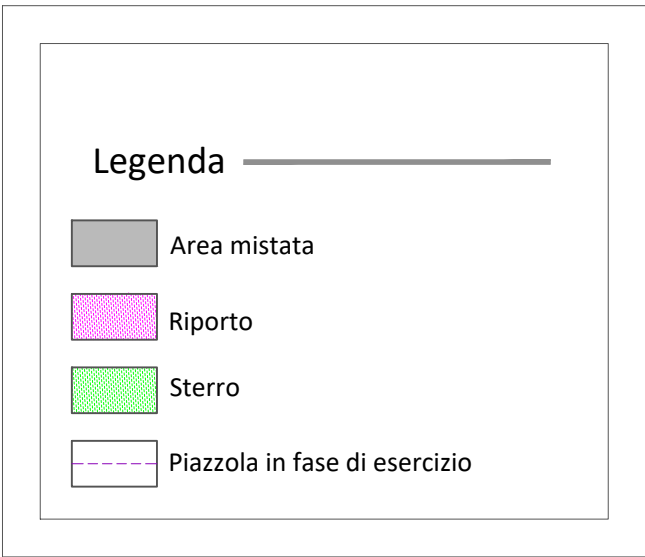 Legenda
Area mistata
Riporto
Sterro
Piazzola in fase di esercizio